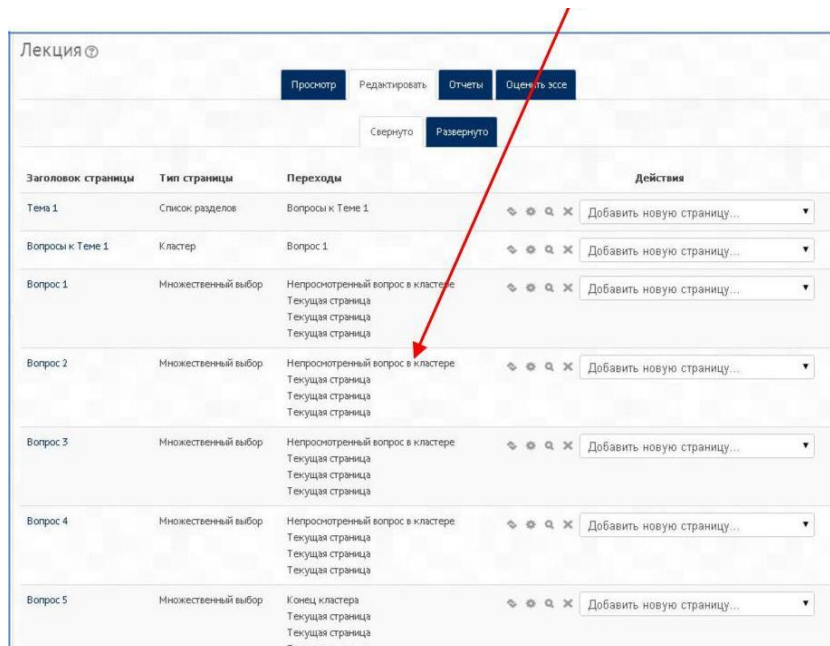 Лекция
Просмотр Редактировать Отчеты Оценить эссе
Свернуто Развернуто
Заголовок страницы Тип страницы Переходы Действия
Тема 1 Список разделов Вопросы к Теме 1 Добавить новую страницу...
Вопросы к Теме 1 Кластер Вопрос 1 Добавить новую страницу...
Вопрос 1 Множественный выбор Непросмотренный вопрос в кластере Добавить новую страницу...
Текущая страница
Текущая страница
Текущая страница
Вопрос 2 Множественный выбор Непросмотренный вопрос в кластере Добавить новую страницу...
Текущая страница
Текущая страница
Текущая страница
Вопрос 3 Множественный выбор Непросмотренный вопрос в кластере Добавить новую страницу...
Текущая страница
Текущая страница
Текущая страница
Вопрос 4 Множественный выбор Непросмотренный вопрос в кластере Добавить новую страницу...
Текущая страница
Текущая страница
Текущая страница
Вопрос 5 Множественный выбор Конец кластера Добавить новую страницу...
Текущая страница
Текущая страница